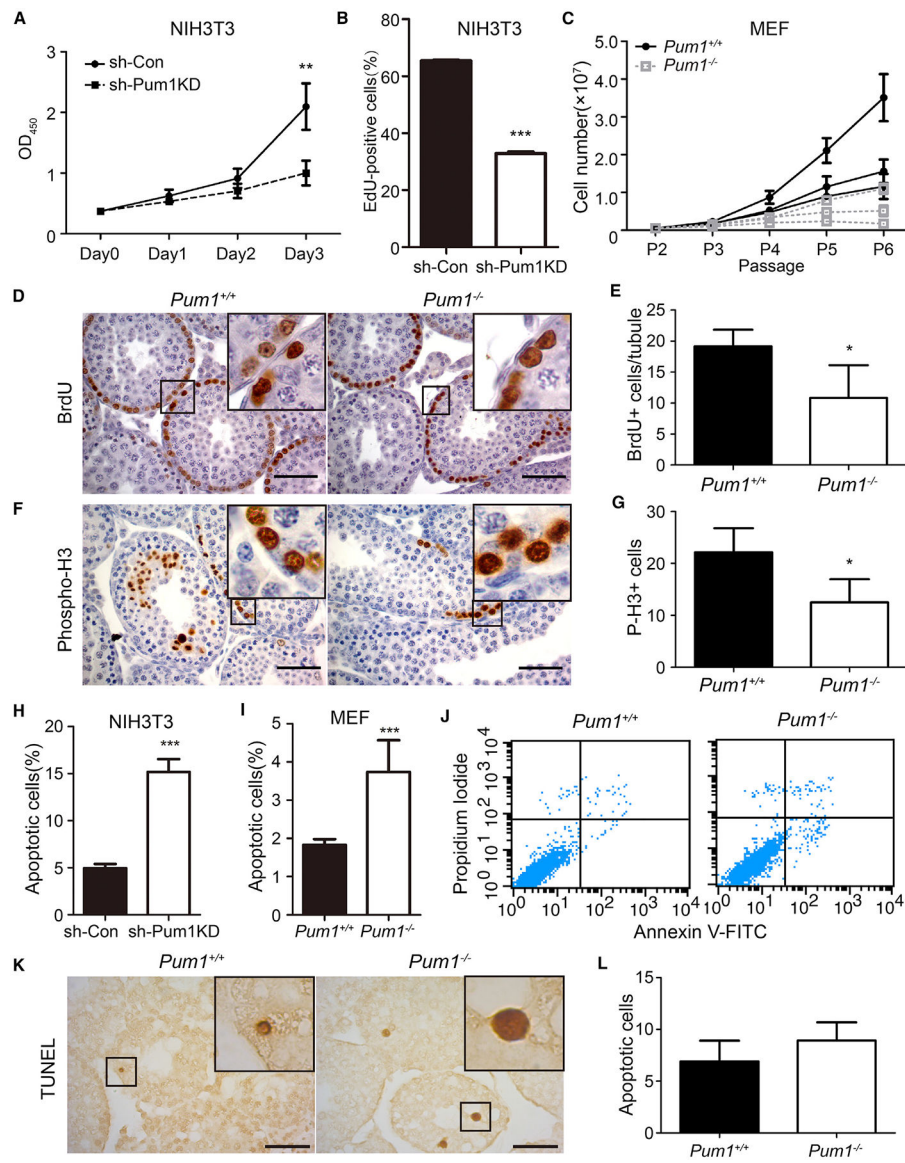 A
NIH3T3
sh-Con
sh-Pum1KD
**
OD450
3
2
1
0
Day0 Day1 Day2 Day3
B
NIH3T3
EdU-positive cells(%)
80
60
40
20
0
***
sh-Con sh-Pum1KD
C
MEF
Pum1+/+
Pum1-/-
Cell number(×10⁷)
5.0
4.0
3.0
2.0
1.0
0
P2 P3 P4 P5 P6
Passage
D
Pum1+/+ Pum1-/-
BrdU
E
BrdU+ cells/tubule
25
20
15
10
5
0
*
Pum1+/+ Pum1-/-
F
Phospho-H3
G
P-H3+ cells
30
20
10
0
*
Pum1+/+ Pum1-/-
H
NIH3T3
Apoptotic cells(%)
20
15
10
5
0
***
sh-Con sh-Pum1KD
I
MEF
Apoptotic cells(%)
5
4
3
2
1
0
***
Pum1+/+ Pum1-/-
J
Pum1+/+ Pum1-/-
Propidium Iodide
10⁴
10³
10²
10¹
10⁰
10⁰ 10¹ 10² 10³ 10⁴
10⁰ 10¹ 10² 10³ 10⁴
Annexin V-FITC
K
Pum1+/+ Pum1-/-
TUNEL
L
Apoptotic cells
15
10
5
0
Pum1+/+ Pum1-/-